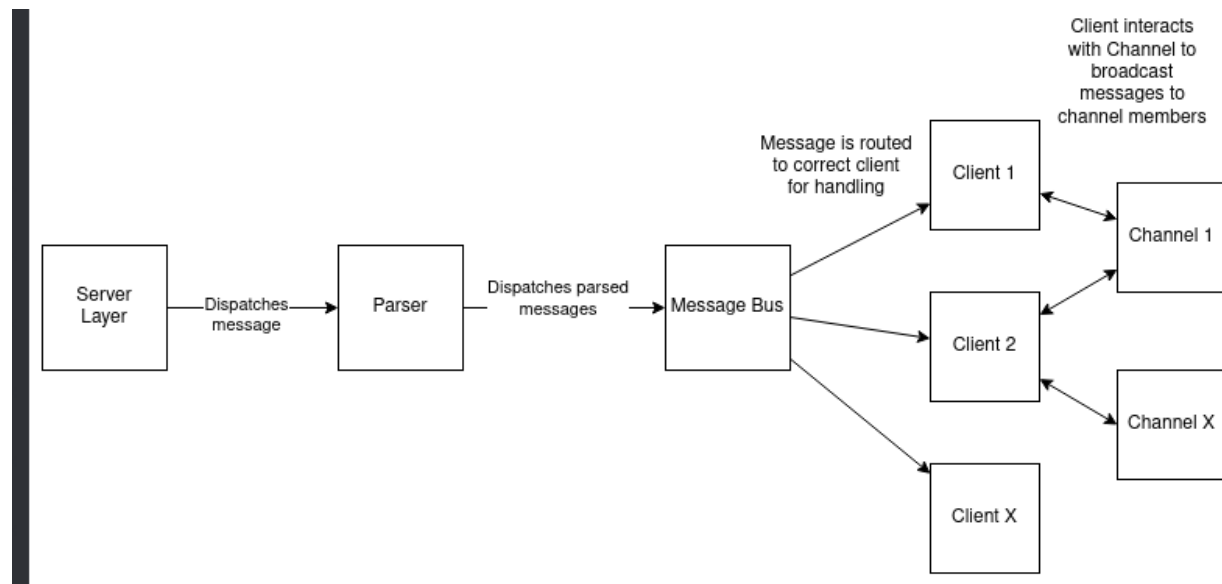 Client interacts
with Channel to
broadcast
messages to
channel members
Message is routed
to correct client
for handling
Client 1
Channel 1
Server
Layer
Dispatches
message
Parser
Dispatches parsed
messages
Message Bus
Client 2
Channel X
Client X